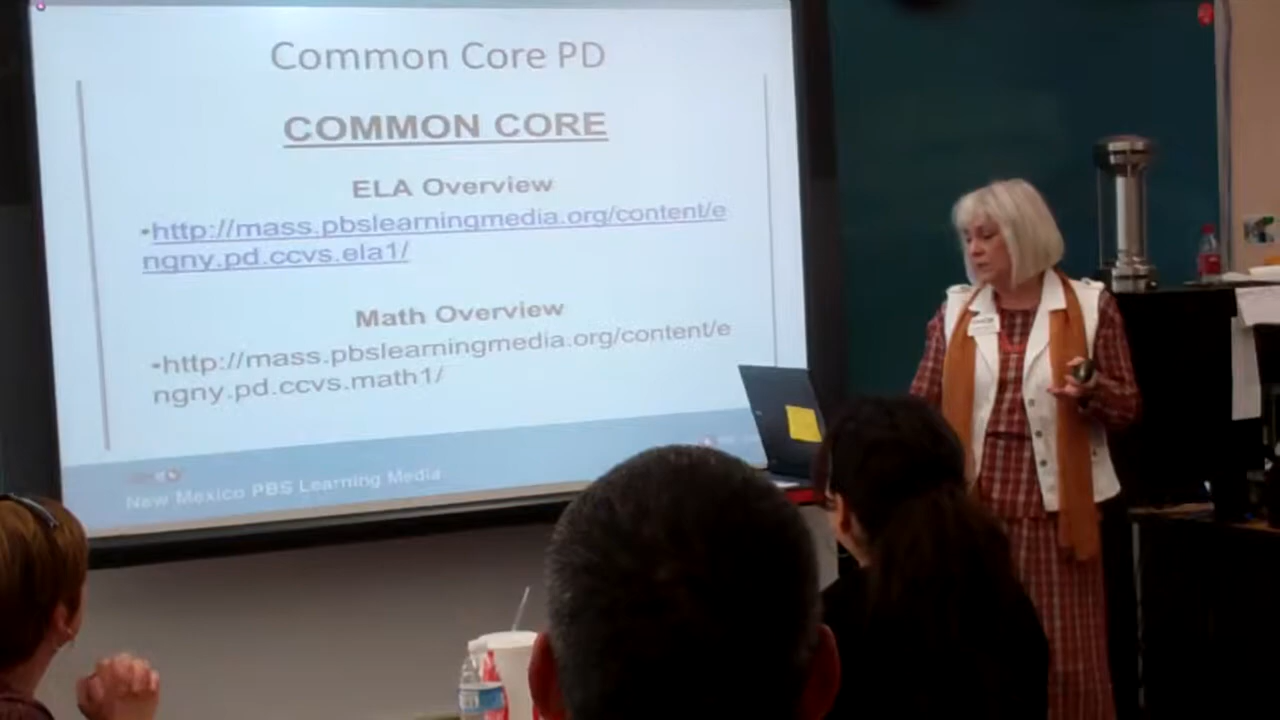 Common Core PD
COMMON CORE
ELA Overview
•http://mass.pbslearningmedia.org/content/e
ngny.pd.ccvs.ela1/
Math Overview
•http://mass.pbslearningmedia.org/content/e
ngny.pd.ccvs.math1/
New Mexico PBS Learning Media